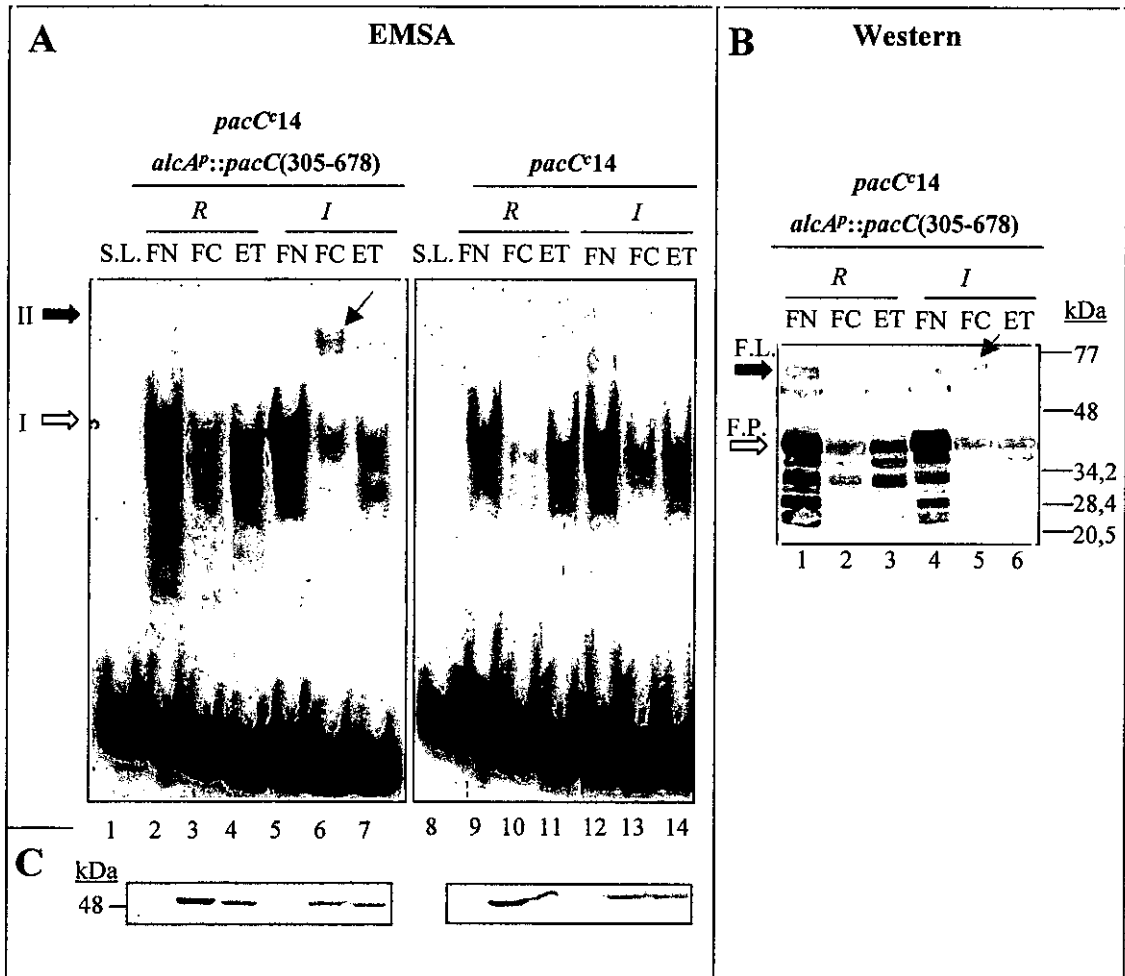 A
EMSA
pacCᶜ14
alcAᵖ::pacC(305-678)
pacCᶜ14
R
I
R
I
S.L. FN FC ET FN FC ET
S.L. FN FC ET FN FC ET
II
I
1 2 3 4 5 6 7
8 9 10 11 12 13 14
B
Western
pacCᶜ14
alcAᵖ::pacC(305-678)
R
I
FN FC ET FN FC ET
kDa
F.L.
F.P.
77
48
34,2
28,4
20,5
1 2 3 4 5 6
C
kDa
48